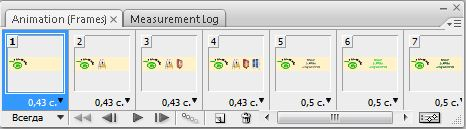 Animation (Frames) × Measurement Log
1 2 3 4 5 6 7
0,43 с. 0,43 с. 0,43 с. 0,43 с. 0,5 с. 0,5 с. 0,5 с.
Всегда